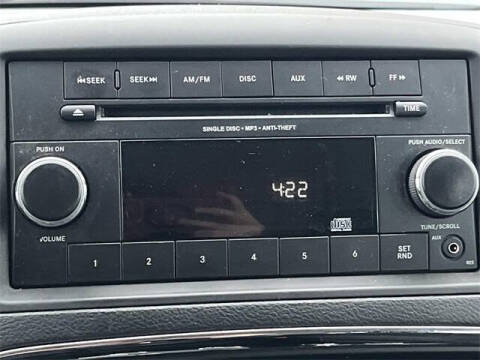 SEEK SEEK AM/FM DISC AUX RW FF
TIME
SINGLE DISC • MP3 • ANTI-THEFT
PUSH ON
PUSH AUDIO/SELECT
4:22
VOLUME
TUNE/SCROLL
1 2 3 4 5 6 SET RND AUX
RES